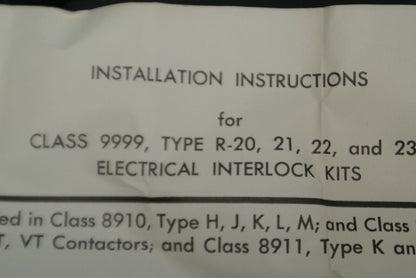 INSTALLATION INSTRUCTIONS
for
CLASS 9999, TYPE R-20, 21, 22, and 23
ELECTRICAL INTERLOCK KITS
ed in Class 8910, Type H, J, K, L, M; and Class
T, VT Contactors; and Class 8911, Type K an